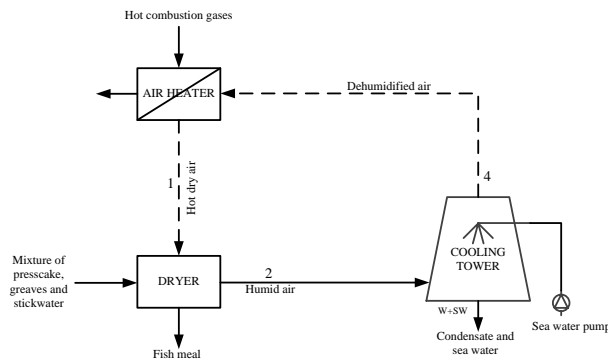 Hot combustion gases
AIR HEATER
Dehumidified air
1
Hot dry air
4
Mixture of
presscake,
greaves and
stickwater
DRYER
2
Humid air
COOLING
TOWER
W+SW
Sea water pump
Condensate and
sea water
Fish meal